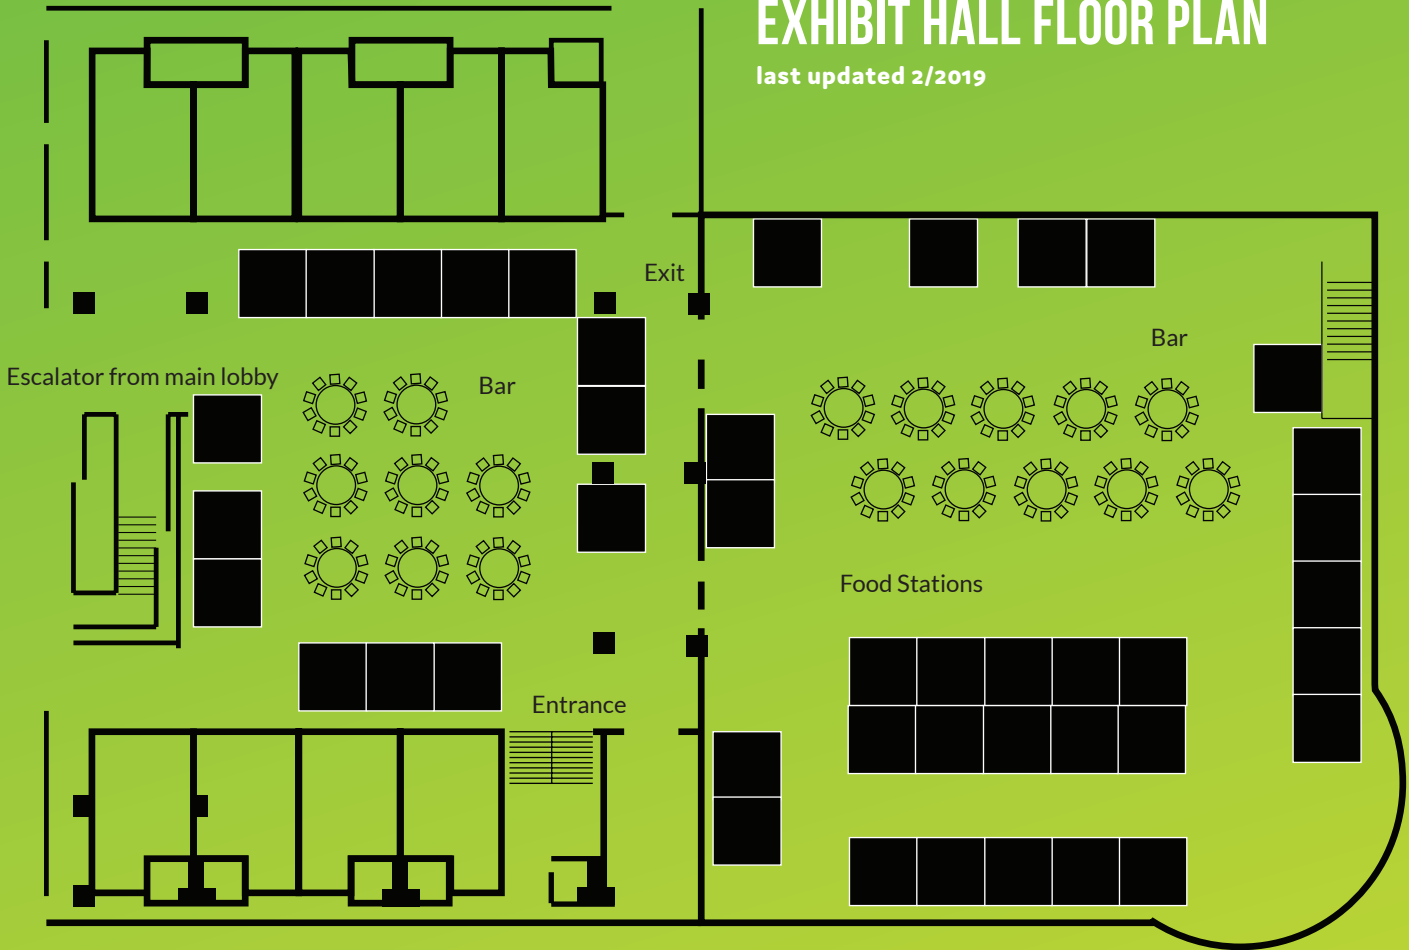 EXHIBIT HALL FLOOR PLAN
last updated 2/2019
Exit
Bar
Escalator from main lobby
Bar
Food Stations
Entrance